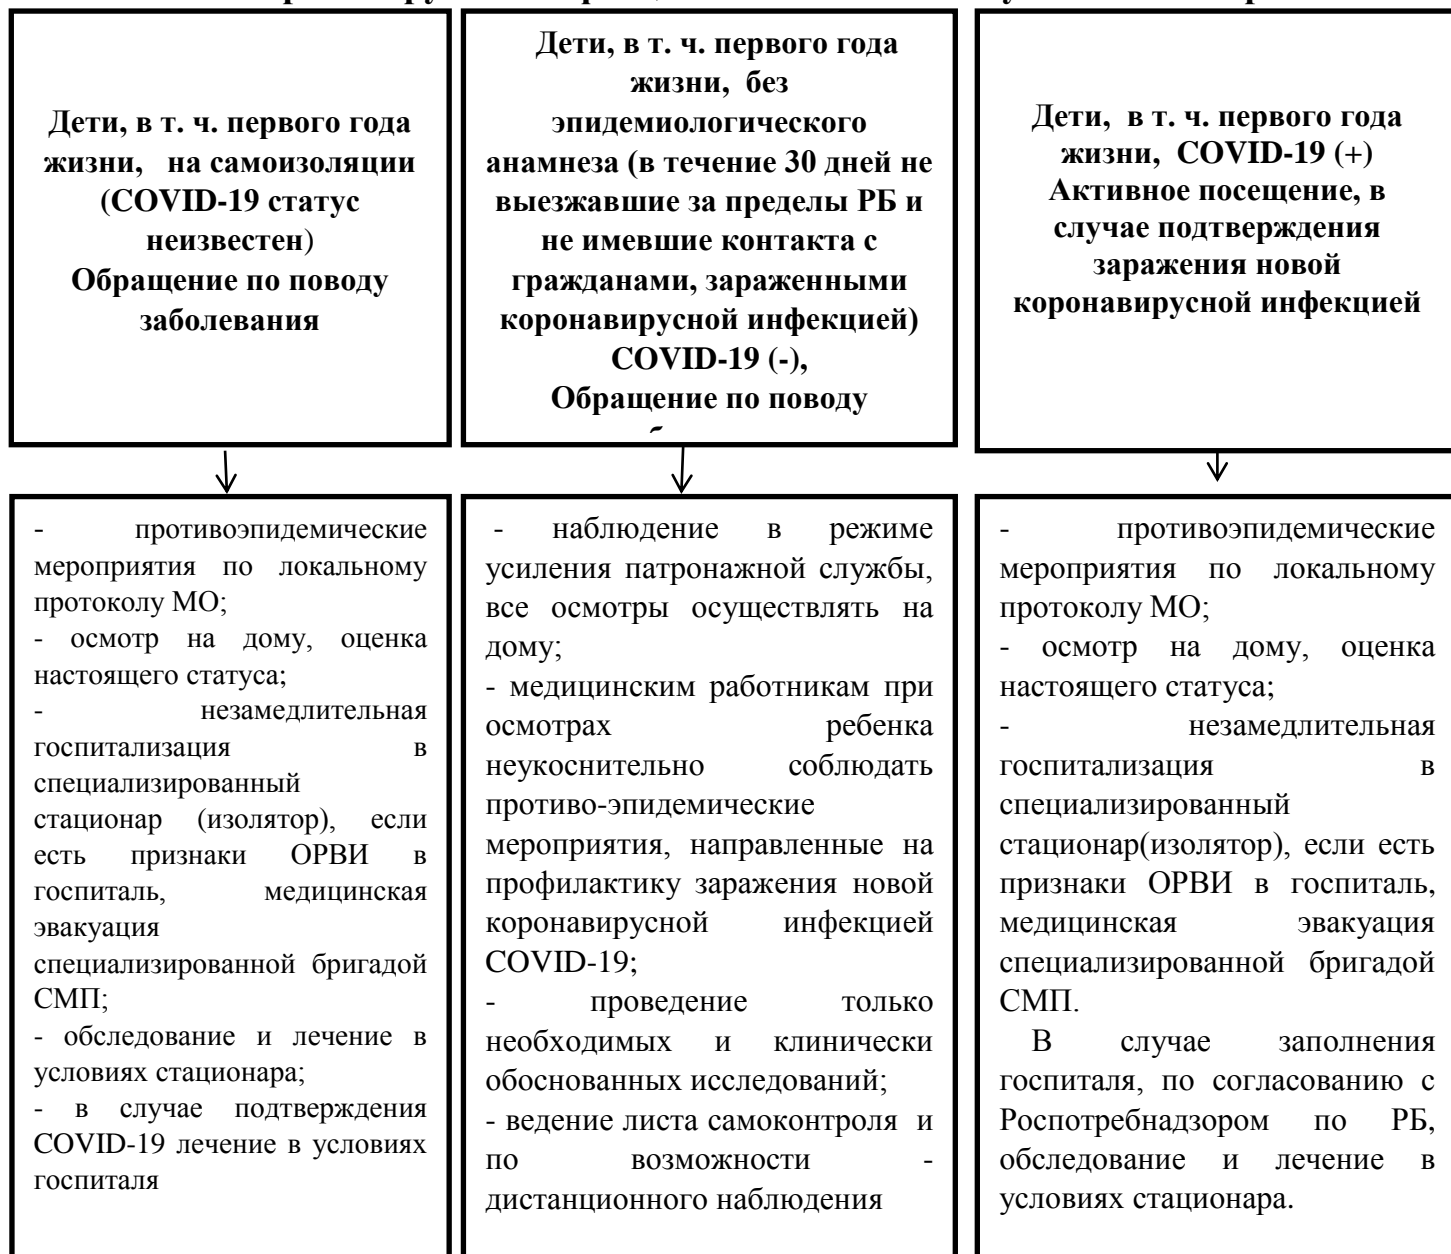 Дети, в т. ч. первого года
жизни, на самоизоляции
(COVID-19 статус
неизвестен)
Обращение по поводу
заболевания
Дети, в т. ч. первого года
жизни, без
эпидемиологического
анамнеза (в течение 30 дней не
выезжавшие за пределы РБ и
не имевшие контакта с
гражданами, зараженными
коронавирусной инфекцией)
COVID-19 (-),
Обращение по поводу
Дети, в т. ч. первого года
жизни, COVID-19 (+)
Активное посещение, в
случае подтверждения
заражения новой
коронавирусной инфекцией
- противоэпидемические
мероприятия по локальному
протоколу МО;
- осмотр на дому, оценка
настоящего статуса;
- незамедлительная
госпитализация в
специализированный
стационар (изолятор), если
есть признаки ОРВИ в
госпиталь, медицинская
эвакуация
специализированной бригадой
СМП;
- обследование и лечение в
условиях стационара;
- в случае подтверждения
COVID-19 лечение в условиях
госпиталя
- наблюдение в режиме
усиления патронажной службы,
все осмотры осуществлять на
дому;
- медицинским работникам при
осмотрах ребенка
неукоснительно соблюдать
противо-эпидемические
мероприятия, направленные на
профилактику заражения новой
коронавирусной инфекцией
COVID-19;
- проведение только
необходимых и клинически
обоснованных исследований;
- ведение листа самоконтроля и
по возможности -
дистанционного наблюдения
- противоэпидемические
мероприятия по локальному
протоколу МО;
- осмотр на дому, оценка
настоящего статуса;
- незамедлительная
госпитализация в
специализированный
стационар(изолятор), если есть
признаки ОРВИ в госпиталь,
медицинская эвакуация
специализированной бригадой
СМП.
В случае заполнения
госпиталя, по согласованию с
Роспотребнадзором по РБ,
обследование и лечение в
условиях стационара.